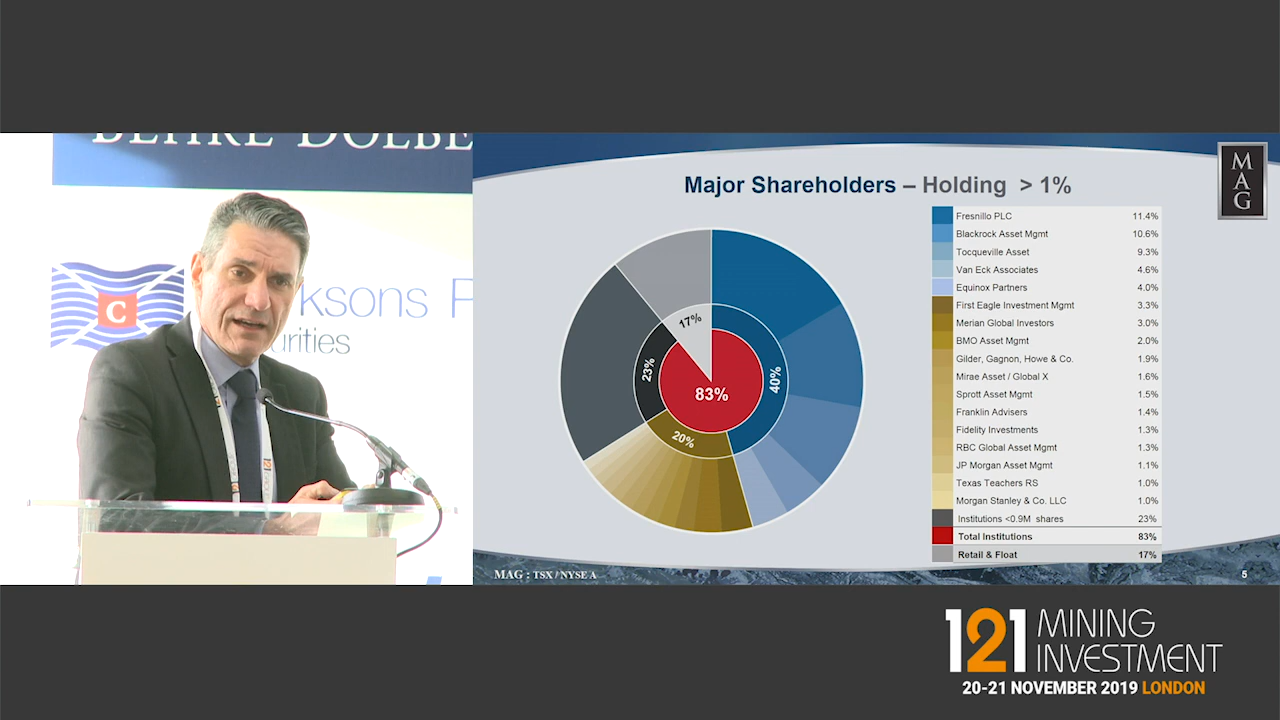 DOLBE
C
ksons
urities
121
Major Shareholders – Holding > 1%
MAG
17%
23%
40%
83%
20%
Fresnillo PLC 11.4%
Blackrock Asset Mgmt 10.6%
Tocqueville Asset 9.3%
Van Eck Associates 4.6%
Equinox Partners 4.0%
First Eagle Investment Mgmt 3.3%
Merian Global Investors 3.0%
BMO Asset Mgmt 2.0%
Gilder, Gagnon, Howe & Co. 1.9%
Mirae Asset / Global X 1.6%
Sprott Asset Mgmt 1.5%
Franklin Advisers 1.4%
Fidelity Investments 1.3%
RBC Global Asset Mgmt 1.3%
JP Morgan Asset Mgmt 1.1%
Texas Teachers RS 1.0%
Morgan Stanley & Co. LLC 1.0%
Institutions <0.9M shares 23%
Total Institutions 83%
Retail & Float 17%
MAG : TSX / NYSE A
5
121 MINING
INVESTMENT
20-21 NOVEMBER 2019 LONDON